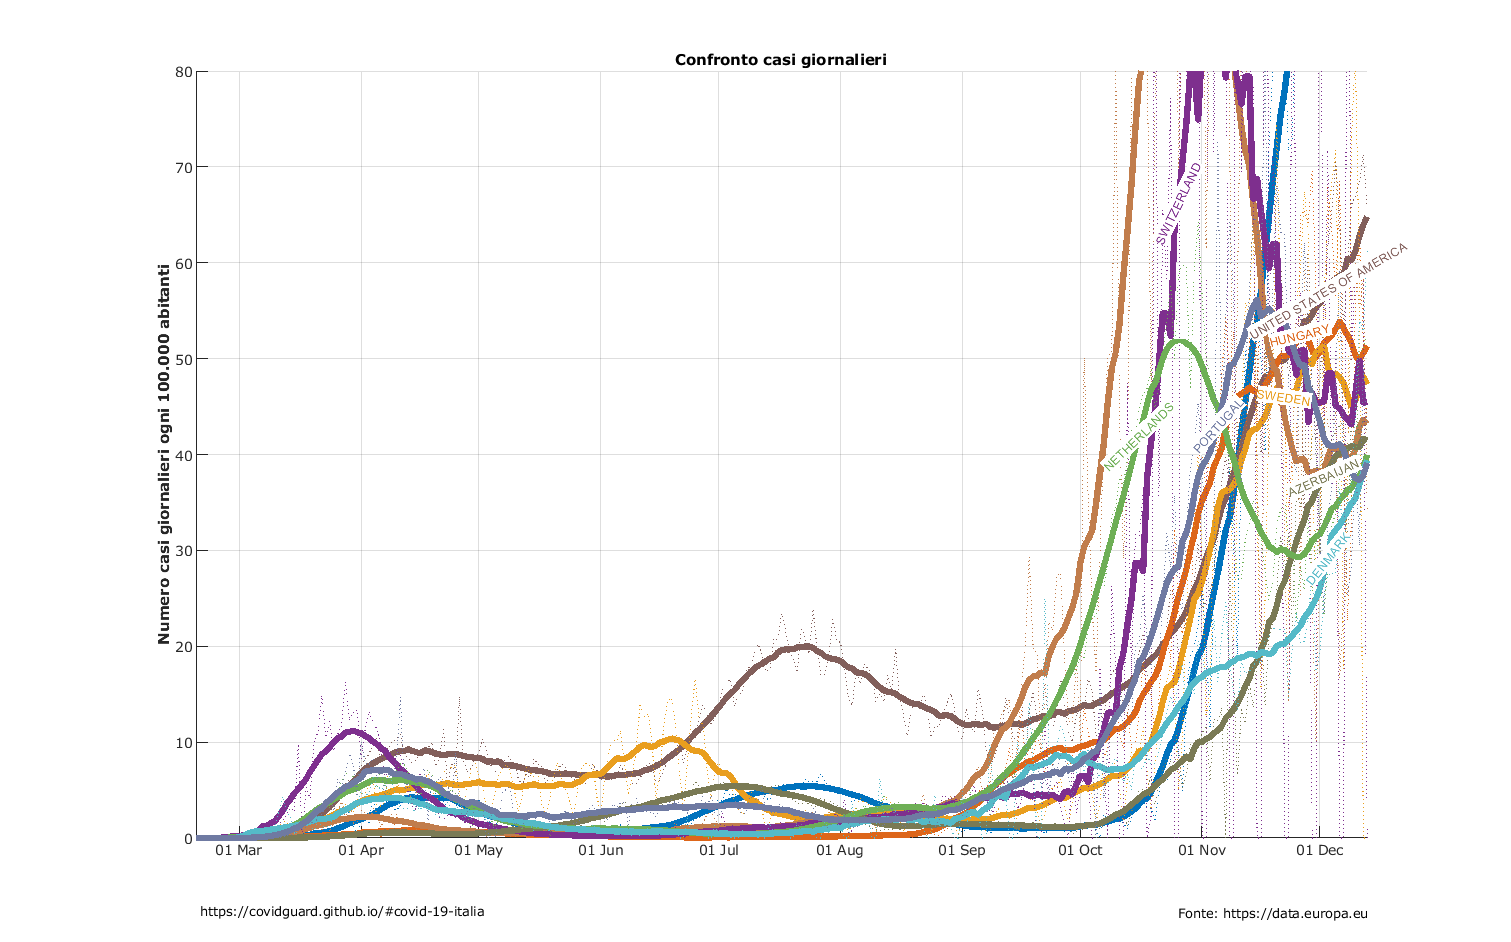 Confronto casi giornalieri
Numero casi giornalieri ogni 100.000 abitanti
80
70
60
50
40
30
20
10
0
SWITZERLAND
UNITED STATES OF AMERICA
HUNGARY
SWEDEN
NETHERLANDS
PORTUGAL
AZERBAIJAN
DENMARK
01 Mar
01 Apr
01 May
01 Jun
01 Jul
01 Aug
01 Sep
01 Oct
01 Nov
01 Dec
https://covidguard.github.io/#covid-19-italia
Fonte: https://data.europa.eu